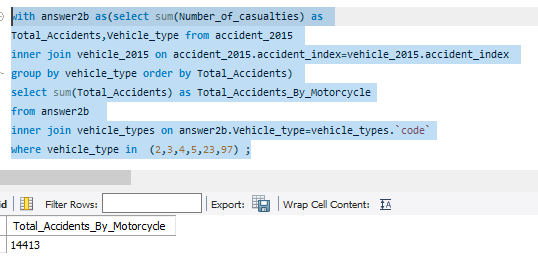 with answer2b as(select sum(Number_of_casualties) as
Total_Accidents,Vehicle_type from accident_2015
inner join vehicle_2015 on accident_2015.accident_index=vehicle_2015.accident_index
group by vehicle_type order by Total_Accidents)
select sum(Total_Accidents) as Total_Accidents_By_Motorcycle
from answer2b
inner join vehicle_types on answer2b.Vehicle_type=vehicle_types.`code`
where vehicle_type in  (2,3,4,5,23,97) ;
id Filter Rows: Export: Wrap Cell Content:
Total_Accidents_By_Motorcycle
14413